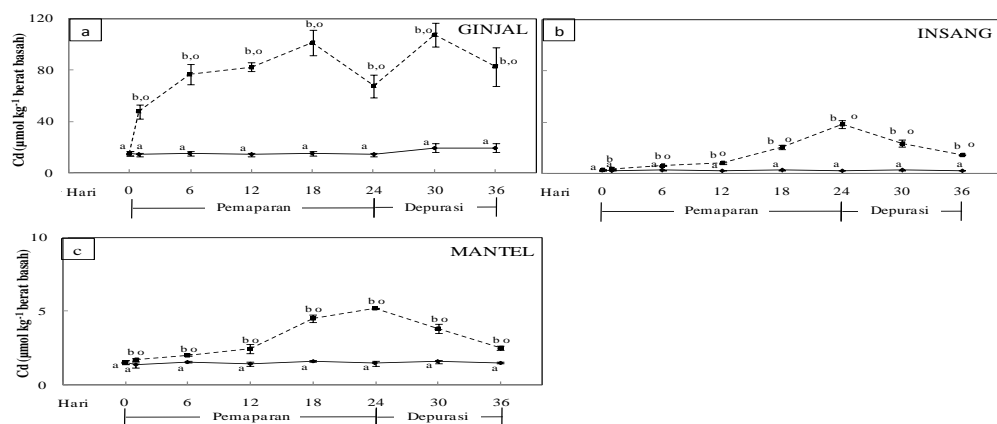 a
GINJAL
Cd (µmol kg-1 berat basah)
120
80
40
0
b,o
b,o
b,o
b,o
b,o
b,o
b,o
a a a a a a a a
Hari 0 6 12 18 24 30 36
Pemaparan Depurasi
b
INSANG
b
b o
b o
b o
b o
b o
b o
a a a a a a a a
Hari 0 6 12 18 24 30 36
Pemaparan Depurasi
c
MANTEL
Cd (µmol kg-1 berat basah)
10
5
0
b o
b o
b o
b o
b o
b o
b o
a a a a a a a a
Hari 0 6 12 18 24 30 36
Pemaparan Depurasi